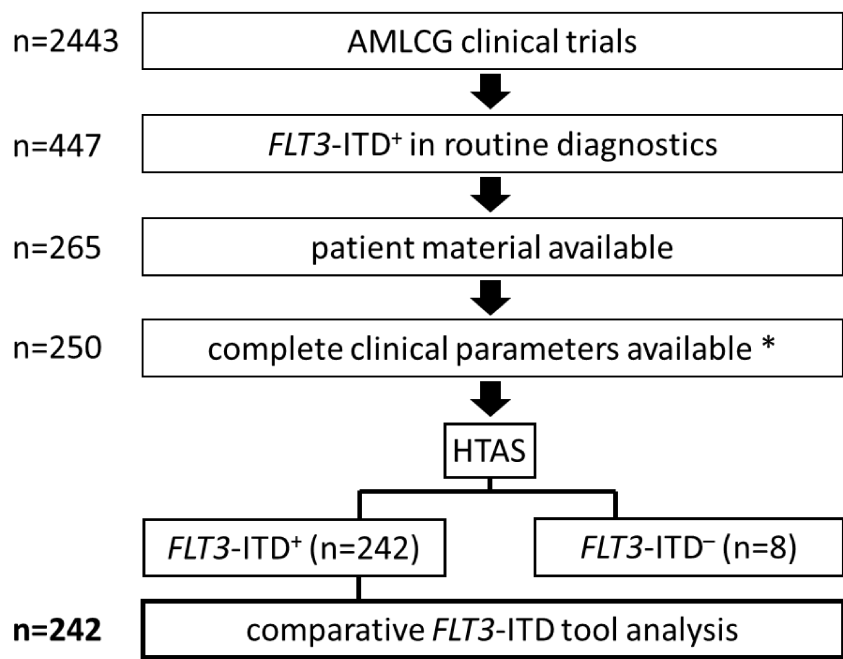 n=2443 AMLCG clinical trials
n=447 FLT3-ITD⁺ in routine diagnostics
n=265 patient material available
n=250 complete clinical parameters available *
HTAS
FLT3-ITD⁺ (n=242) FLT3-ITD⁻ (n=8)
n=242 comparative FLT3-ITD tool analysis